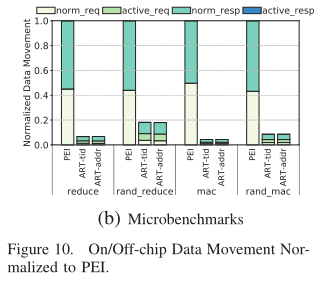 norm_req active_req norm_resp active_resp
Normalized Data Movement
1.0
0.8
0.6
0.4
0.2
0.0
PEI ART-tid ART-addr PEI ART-tid ART-addr PEI ART-tid ART-addr PEI ART-tid ART-addr
reduce rand_reduce mac rand_mac
(b) Microbenchmarks
Figure 10. On/Off-chip Data Movement Nor-
malized to PEI.